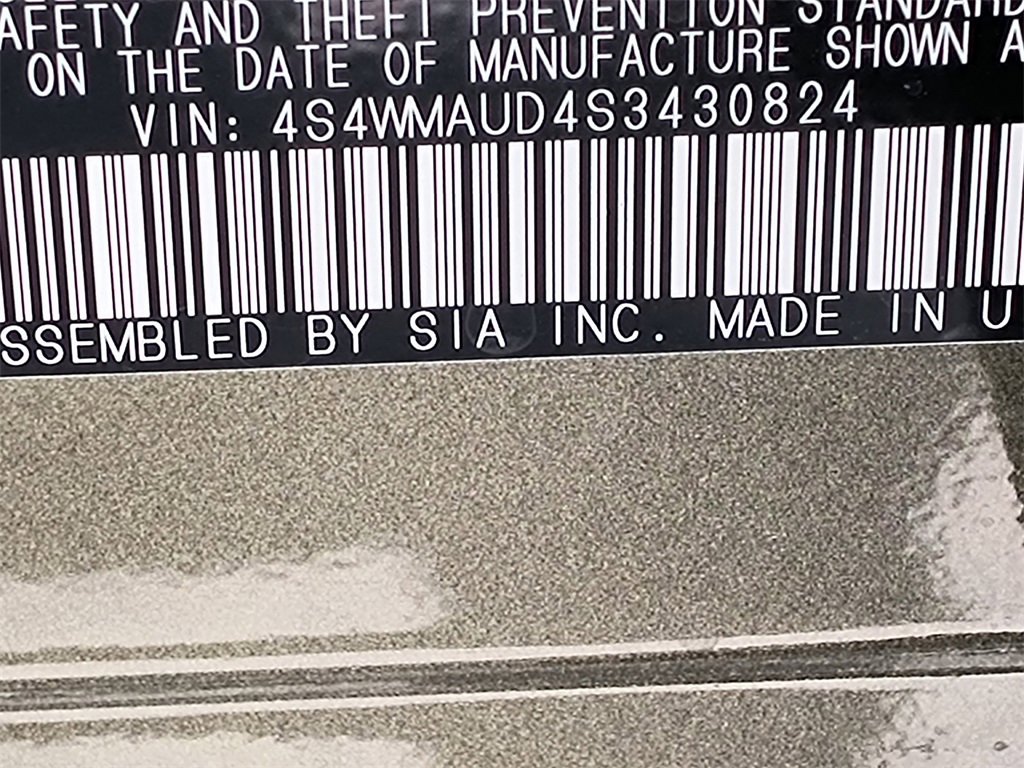 AFETY AND THEFT PREVENTION STANDARD
ON THE DATE OF MANUFACTURE SHOWN A
VIN: 4S4WMAUD4S3430824
SSEMBLED BY SIA INC. MADE IN U